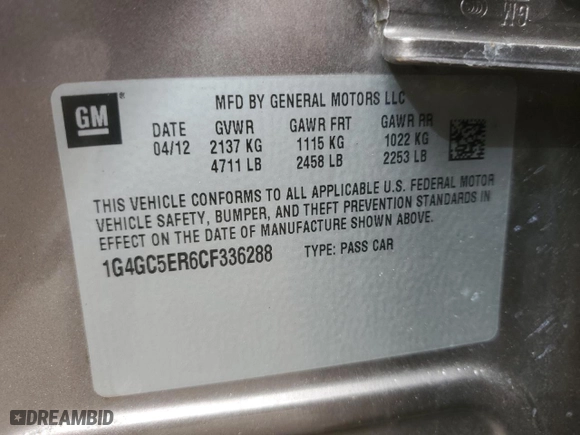 GM
GM®
MFD BY GENERAL MOTORS LLC
DATE GVWR GAWR FRT GAWR RR
04/12 2137 KG 1115 KG 1022 KG
4711 LB 2458 LB 2253 LB
THIS VEHICLE CONFORMS TO ALL APPLICABLE U.S. FEDERAL MOTOR
VEHICLE SAFETY, BUMPER, AND THEFT PREVENTION STANDARDS IN
EFFECT ON THE DATE OF MANUFACTURE SHOWN ABOVE.
1G4GC5ER6CF336288 TYPE: PASS CAR
DREAMBID